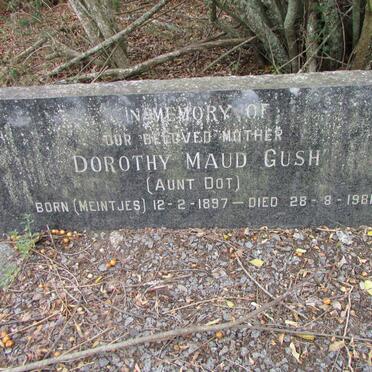 IN MEMORY OF
OUR BELOVED MOTHER
DOROTHY MAUD GUSH
(AUNT DOT)
BORN (MEINTJES) 12-2-1897 — DIED 28-8-1981